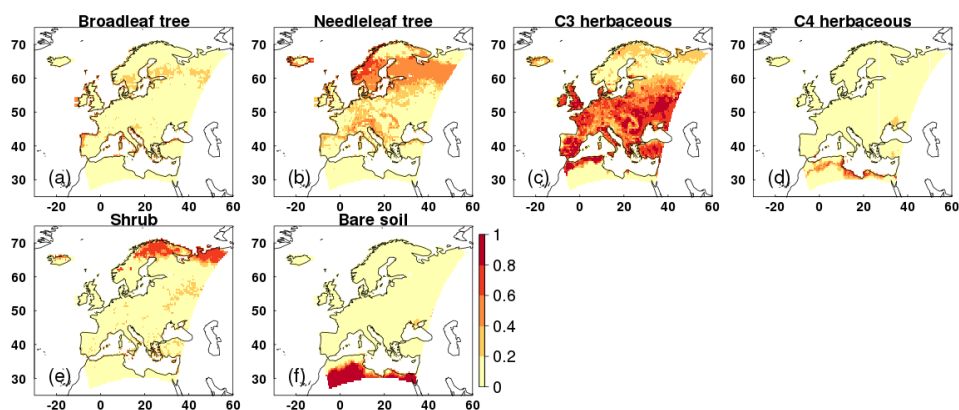 Broadleaf tree Needleleaf tree C3 herbaceous C4 herbaceous
70 70 70 70
60 60 60 60
50 50 50 50
40 40 40 40
30 (a) 30 (b) 30 (c) 30 (d)
-20 0 20 40 60 -20 0 20 40 60 -20 0 20 40 60 -20 0 20 40 60
Shrub Bare soil
70 70 1
60 60 0.8
50 50 0.6
40 40 0.4
30 (e) 30 (f) 0.2
0
-20 0 20 40 60 -20 0 20 40 60